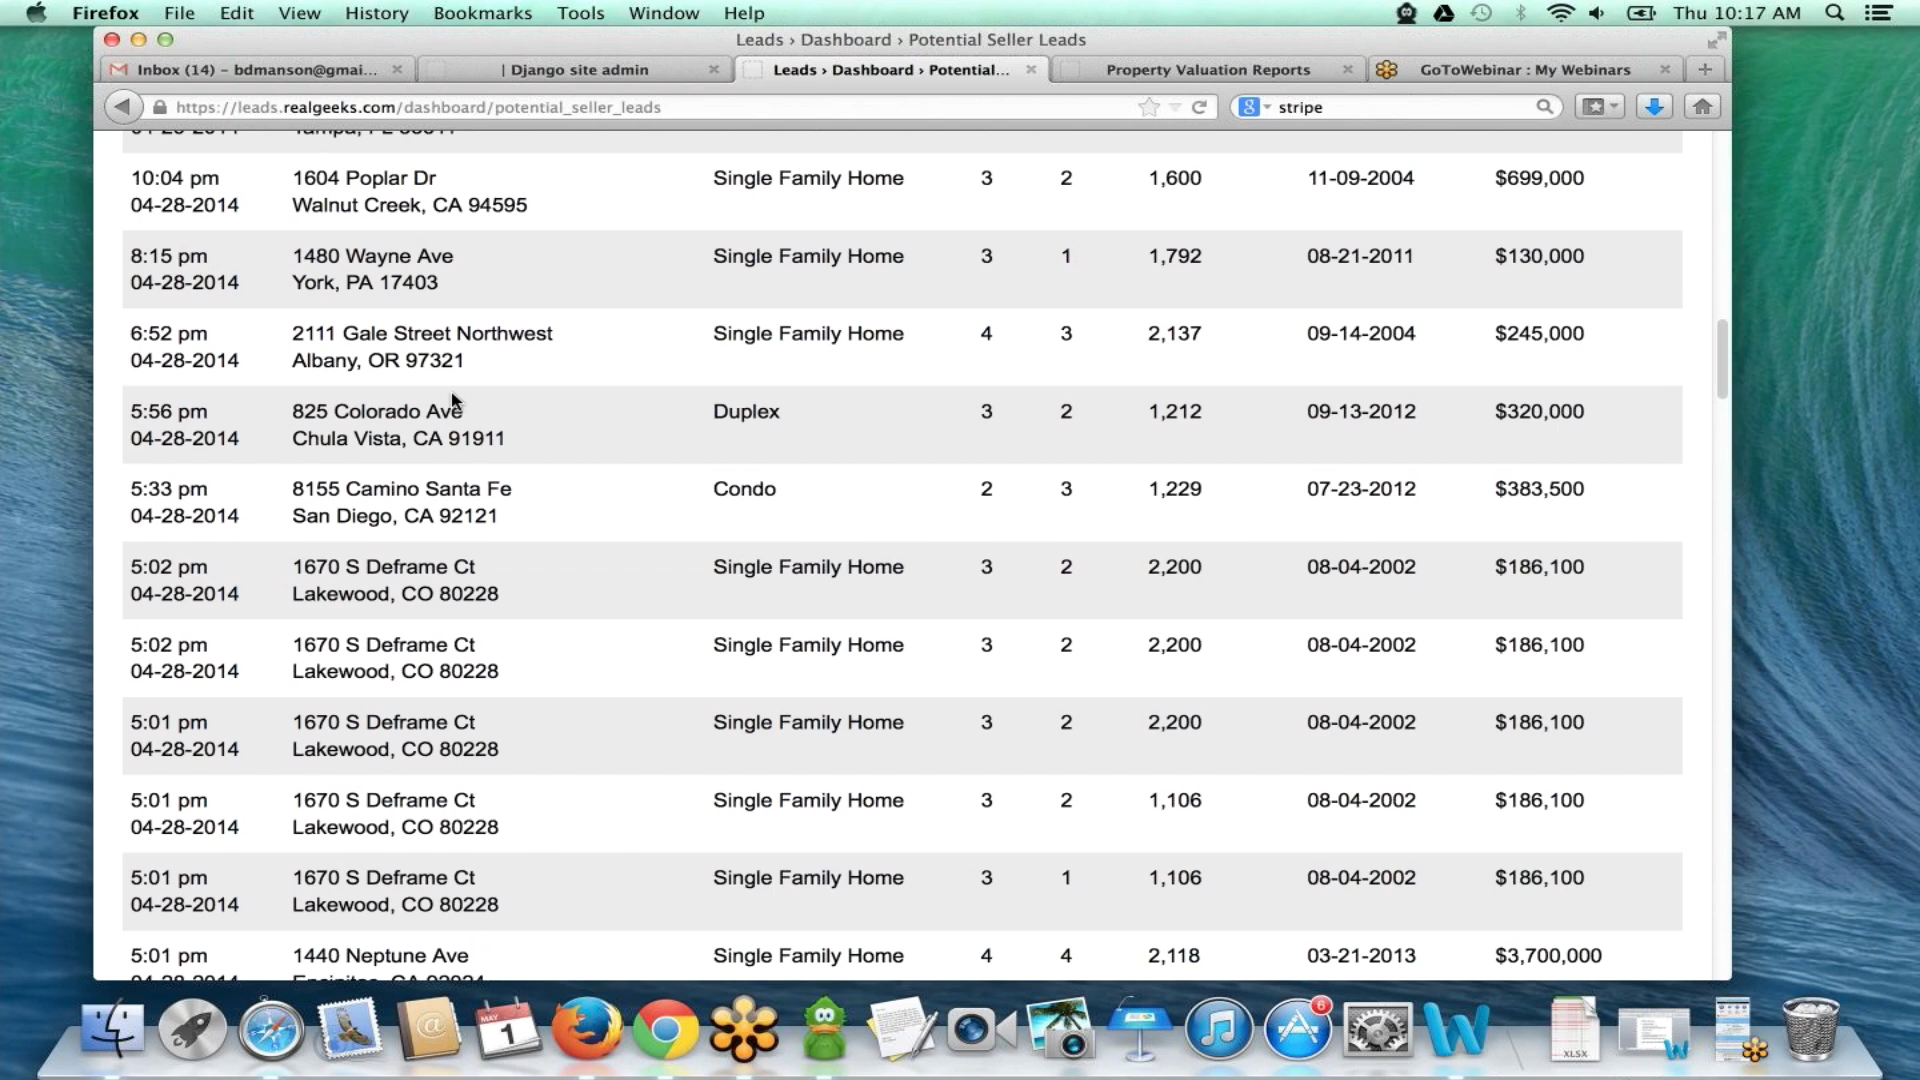 Firefox File Edit View History Bookmarks Tools Window Help Thu 10:17 AM
Leads › Dashboard › Potential Seller Leads
Inbox (14) – bdmanson@gmai... | Django site admin Leads › Dashboard › Potential... Property Valuation Reports GoToWebinar : My Webinars
https://leads.realgeeks.com/dashboard/potential_seller_leads stripe
10:04 pm 1604 Poplar Dr Single Family Home 3 2 1,600 11-09-2004 $699,000
04-28-2014 Walnut Creek, CA 94595
8:15 pm 1480 Wayne Ave Single Family Home 3 1 1,792 08-21-2011 $130,000
04-28-2014 York, PA 17403
6:52 pm 2111 Gale Street Northwest Single Family Home 4 3 2,137 09-14-2004 $245,000
04-28-2014 Albany, OR 97321
5:56 pm 825 Colorado Ave Duplex 3 2 1,212 09-13-2012 $320,000
04-28-2014 Chula Vista, CA 91911
5:33 pm 8155 Camino Santa Fe Condo 2 3 1,229 07-23-2012 $383,500
04-28-2014 San Diego, CA 92121
5:02 pm 1670 S Deframe Ct Single Family Home 3 2 2,200 08-04-2002 $186,100
04-28-2014 Lakewood, CO 80228
5:02 pm 1670 S Deframe Ct Single Family Home 3 2 2,200 08-04-2002 $186,100
04-28-2014 Lakewood, CO 80228
5:01 pm 1670 S Deframe Ct Single Family Home 3 2 2,200 08-04-2002 $186,100
04-28-2014 Lakewood, CO 80228
5:01 pm 1670 S Deframe Ct Single Family Home 3 2 1,106 08-04-2002 $186,100
04-28-2014 Lakewood, CO 80228
5:01 pm 1670 S Deframe Ct Single Family Home 3 1 1,106 08-04-2002 $186,100
04-28-2014 Lakewood, CO 80228
5:01 pm 1440 Neptune Ave Single Family Home 4 4 2,118 03-21-2013 $3,700,000
MAY
1
6
XLSX